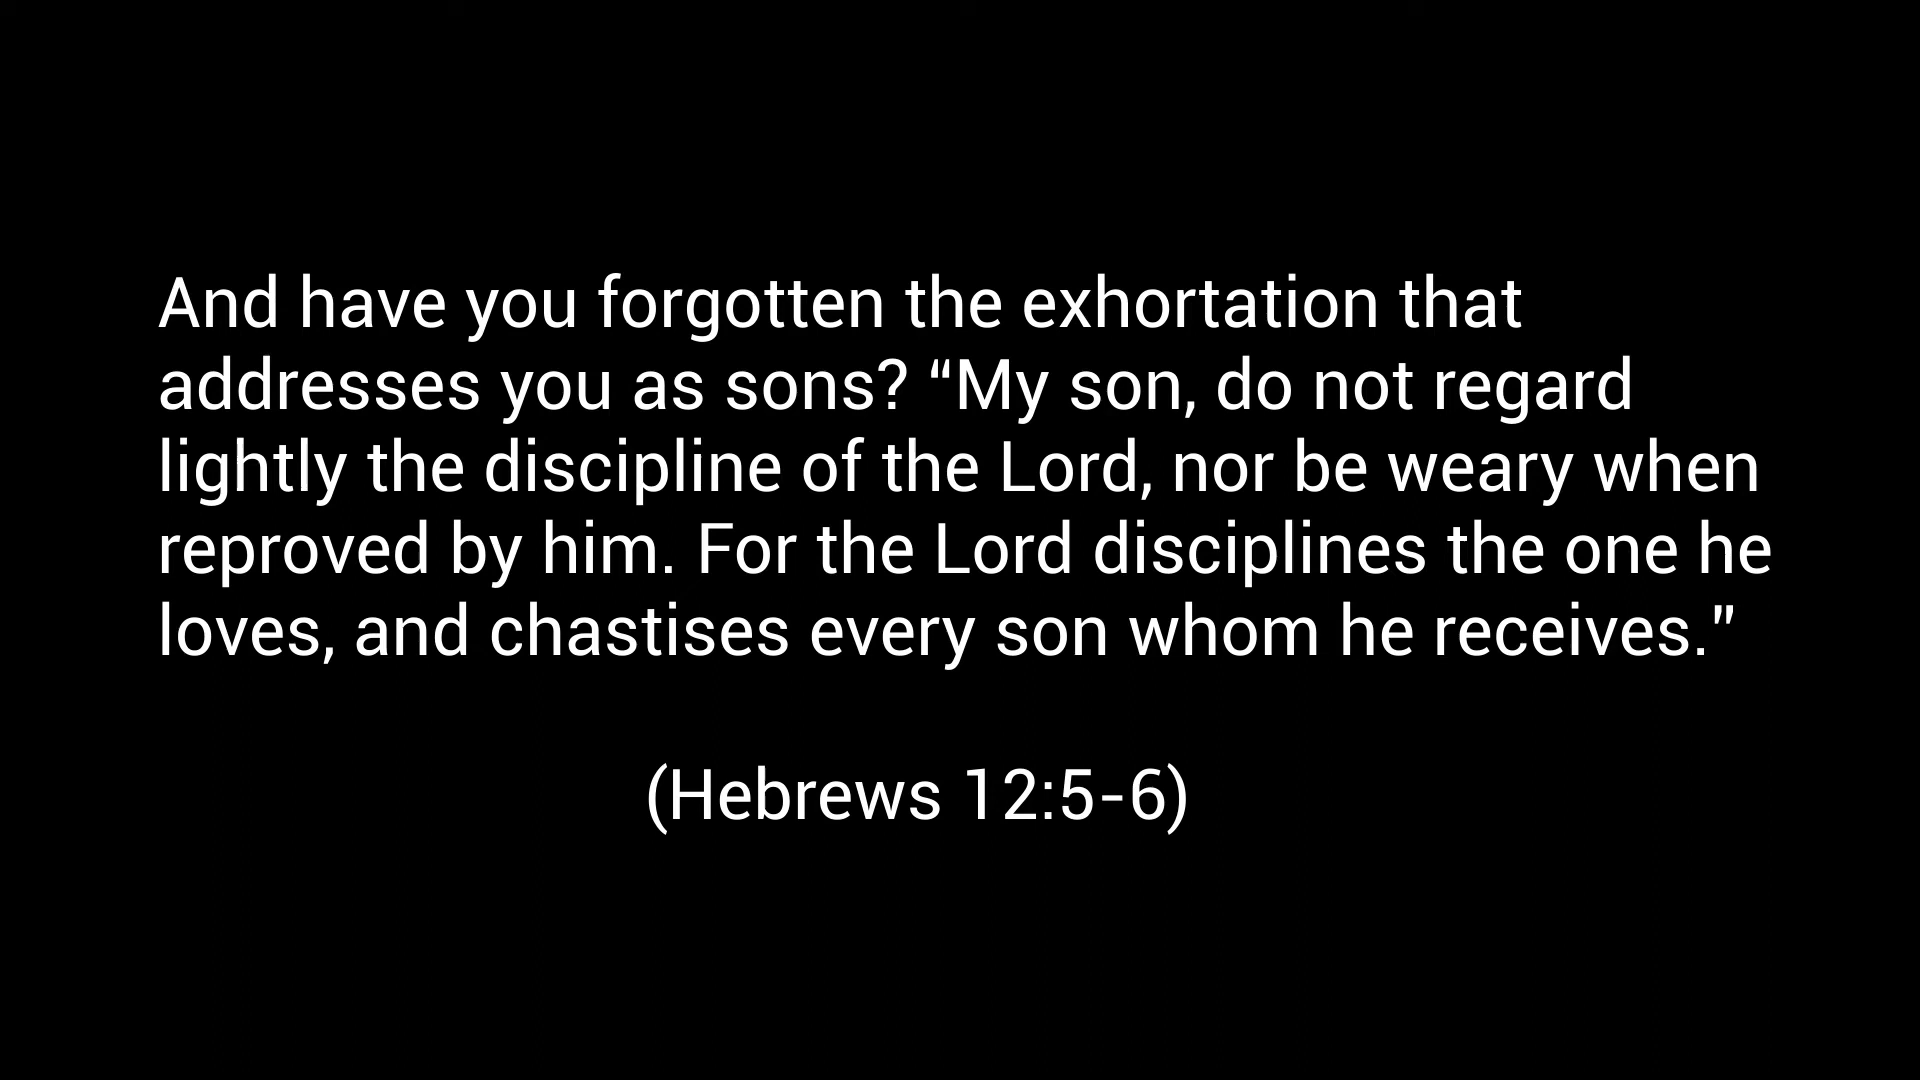 And have you forgotten the exhortation that
addresses you as sons? “My son, do not regard
lightly the discipline of the Lord, nor be weary when
reproved by him. For the Lord disciplines the one he
loves, and chastises every son whom he receives.”
(Hebrews 12:5-6)